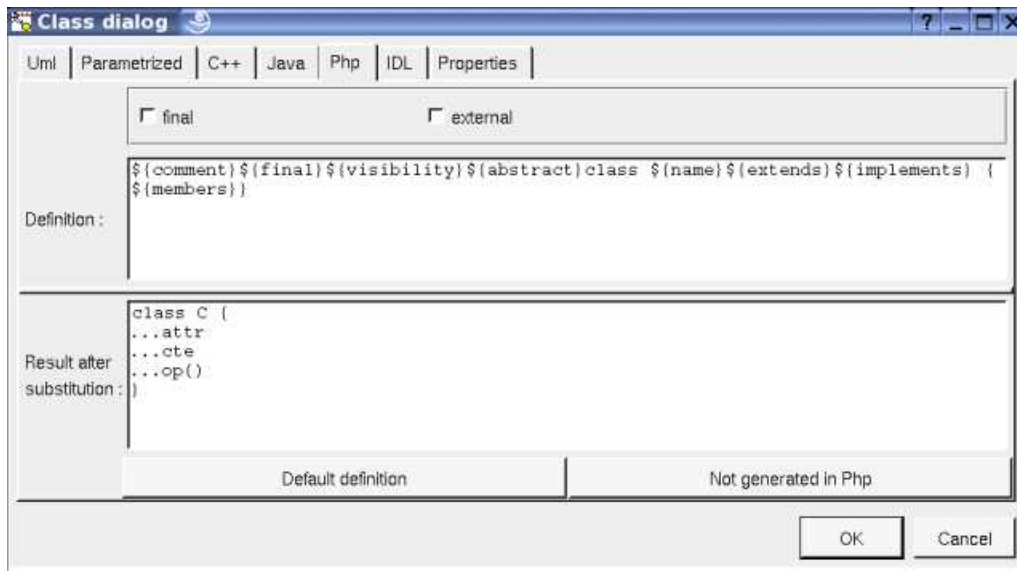 Class dialog ? _ □ X
Uml Parametrized C++ Java Php IDL Properties
final external
Definition :
${comment}${final}${visibility}${abstract}class ${name}${extends}${implements} {
${members}}
Result after
substitution :
class C {
...attr
...cte
...op()
}
Default definition Not generated in Php
OK Cancel